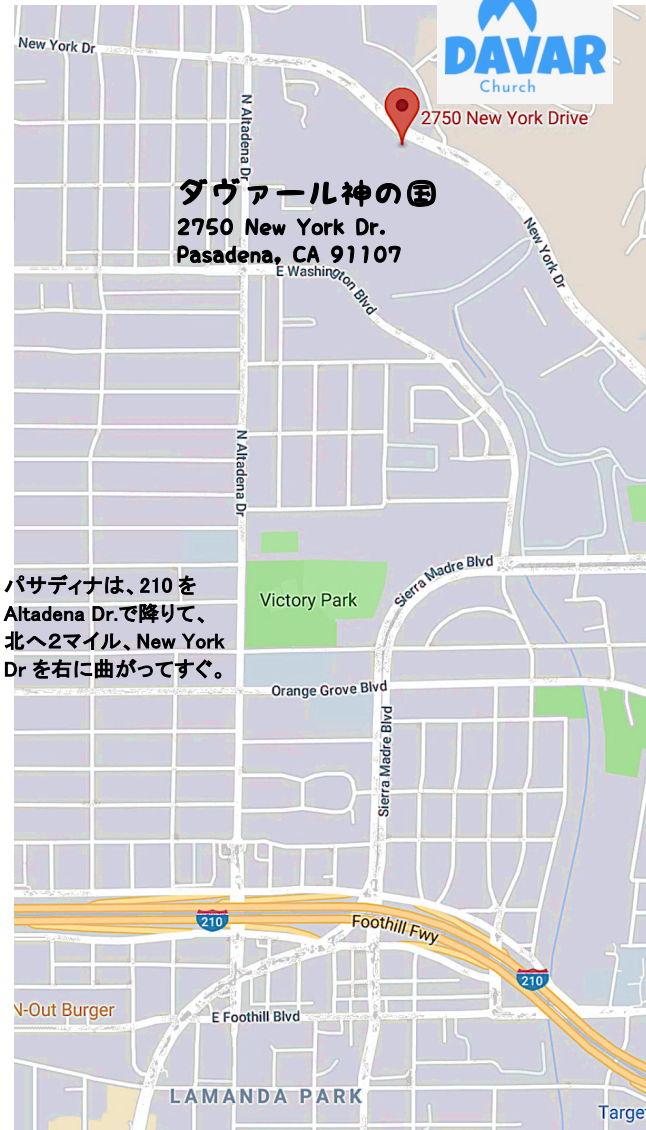 DAVAR
Church
New York Dr
2750 New York Drive
N Altadena Dr
ダヴァール神の国
2750 New York Dr.
Pasadena, CA 91107
E Washington Blvd
New York Dr
N Altadena Dr
Sierra Madre Blvd
パサディナは、210を
Altadena Dr.で降りて、
北へ2マイル、New York
Dr を右に曲がってすぐ。
Victory Park
Orange Grove Blvd
Sierra Madre Blvd
210
Foothill Fwy
210
N-Out Burger
E Foothill Blvd
LAMANDA PARK
Target